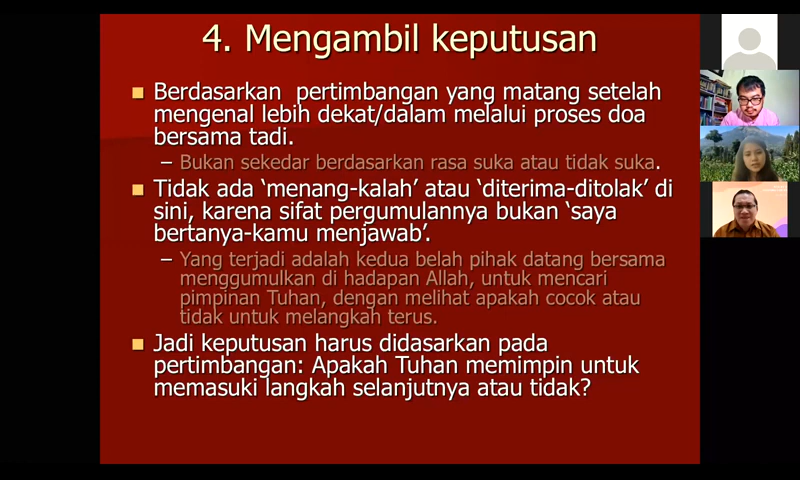 4. Mengambil keputusan
Berdasarkan pertimbangan yang matang setelah
mengenal lebih dekat/dalam melalui proses doa
bersama tadi.
– Bukan sekedar berdasarkan rasa suka atau tidak suka.
Tidak ada ‘menang-kalah’ atau ‘diterima-ditolak’ di
sini, karena sifat pergumulannya bukan ‘saya
bertanya-kamu menjawab’.
– Yang terjadi adalah kedua belah pihak datang bersama
menggumulkan di hadapan Allah, untuk mencari
pimpinan Tuhan, dengan melihat apakah cocok atau
tidak untuk melangkah terus.
Jadi keputusan harus didasarkan pada
pertimbangan: Apakah Tuhan memimpin untuk
memasuki langkah selanjutnya atau tidak?